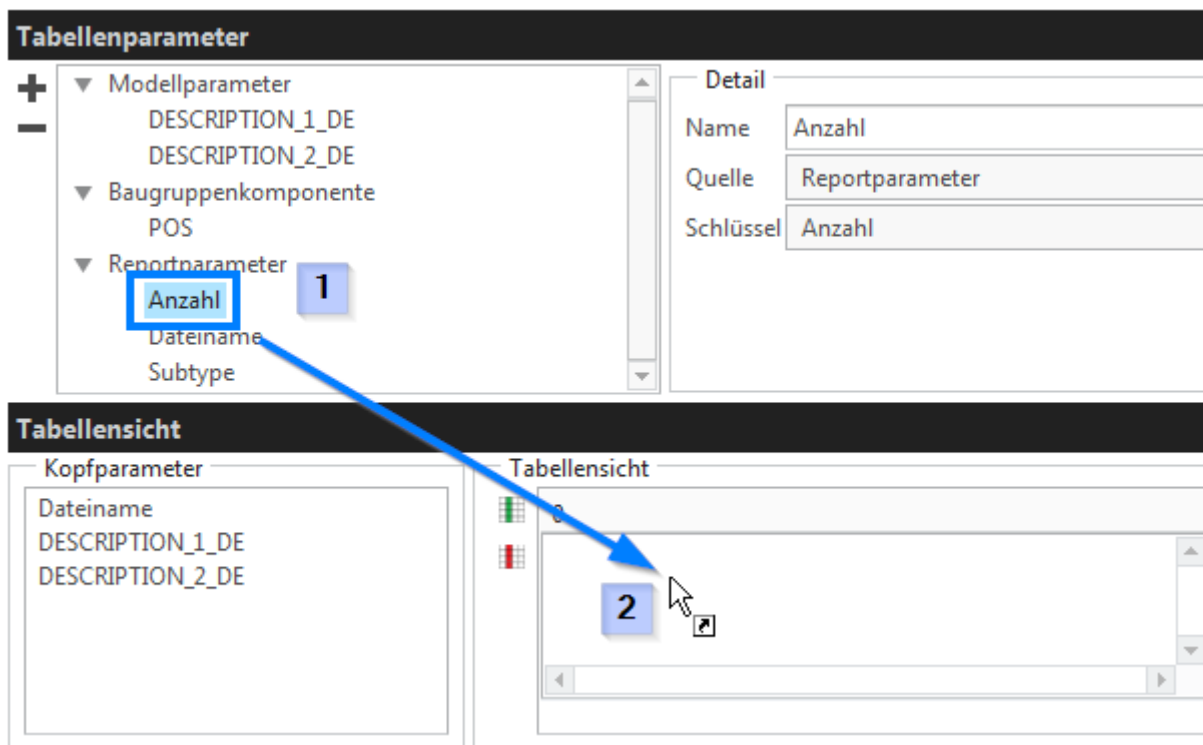 Tabellenparameter
Modellparameter
DESCRIPTION_1_DE
DESCRIPTION_2_DE
Baugruppenkomponente
POS
Reportparameter
Anzahl
1
Dateiname
Subtype
Detail
Name Anzahl
Quelle Reportparameter
Schlüssel Anzahl
Tabellensicht
Kopfparameter
Dateiname
DESCRIPTION_1_DE
DESCRIPTION_2_DE
Tabellensicht
0
2